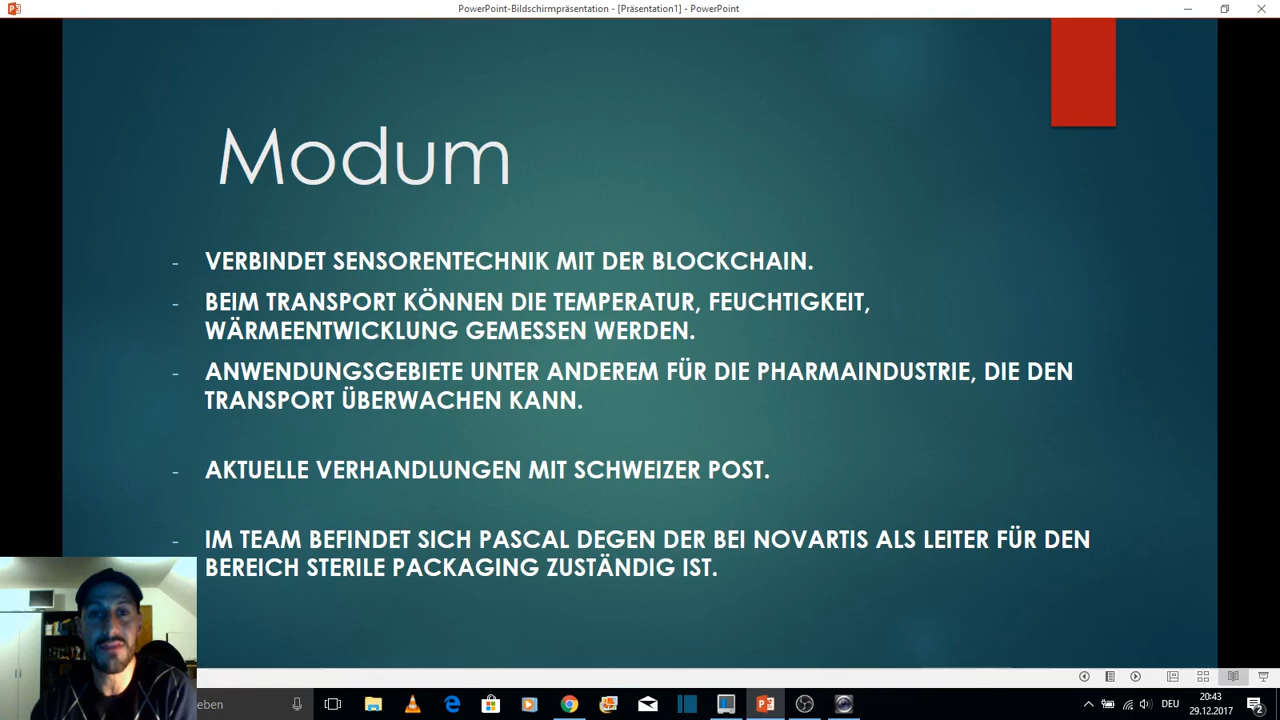 PowerPoint-Bildschirmpräsentation - [Präsentation1] - PowerPoint
Modum
- VERBINDET SENSORENTECHNIK MIT DER BLOCKCHAIN.
- BEIM TRANSPORT KÖNNEN DIE TEMPERATUR, FEUCHTIGKEIT,
WÄRMEENTWICKLUNG GEMESSEN WERDEN.
- ANWENDUNGSGEBIETE UNTER ANDEREM FÜR DIE PHARMAINDUSTRIE, DIE DEN
TRANSPORT ÜBERWACHEN KANN.
- AKTUELLE VERHANDLUNGEN MIT SCHWEIZER POST.
- IM TEAM BEFINDET SICH PASCAL DEGEN DER BEI NOVARTIS ALS LEITER FÜR DEN
BEREICH STERILE PACKAGING ZUSTÄNDIG IST.
eben
DEU
20:43
29.12.2017
2